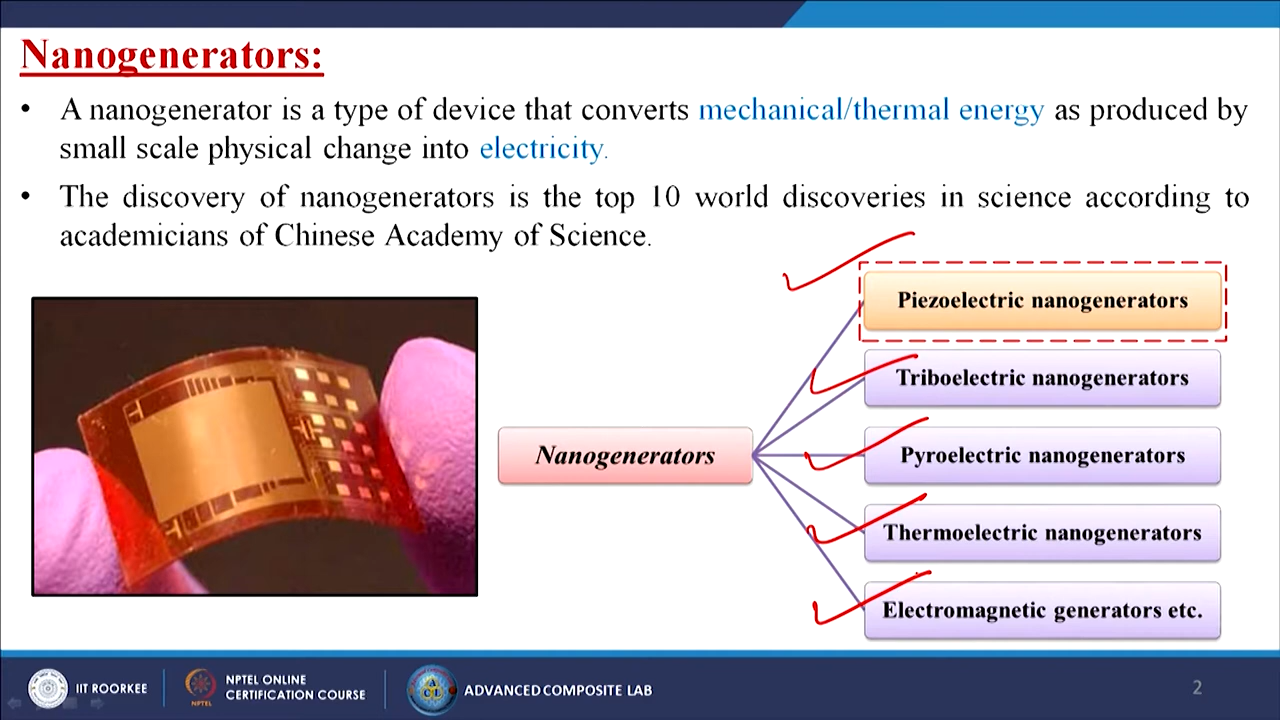 Nanogenerators:
• A nanogenerator is a type of device that converts mechanical/thermal energy as produced by
small scale physical change into electricity.
• The discovery of nanogenerators is the top 10 world discoveries in science according to
academicians of Chinese Academy of Science.
Piezoelectric nanogenerators
Triboelectric nanogenerators
Nanogenerators
Pyroelectric nanogenerators
Thermoelectric nanogenerators
Electromagnetic generators etc.
IIT ROORKEE
NPTEL
NPTEL ONLINE
CERTIFICATION COURSE
ACL
ADVANCED COMPOSITE LAB
2